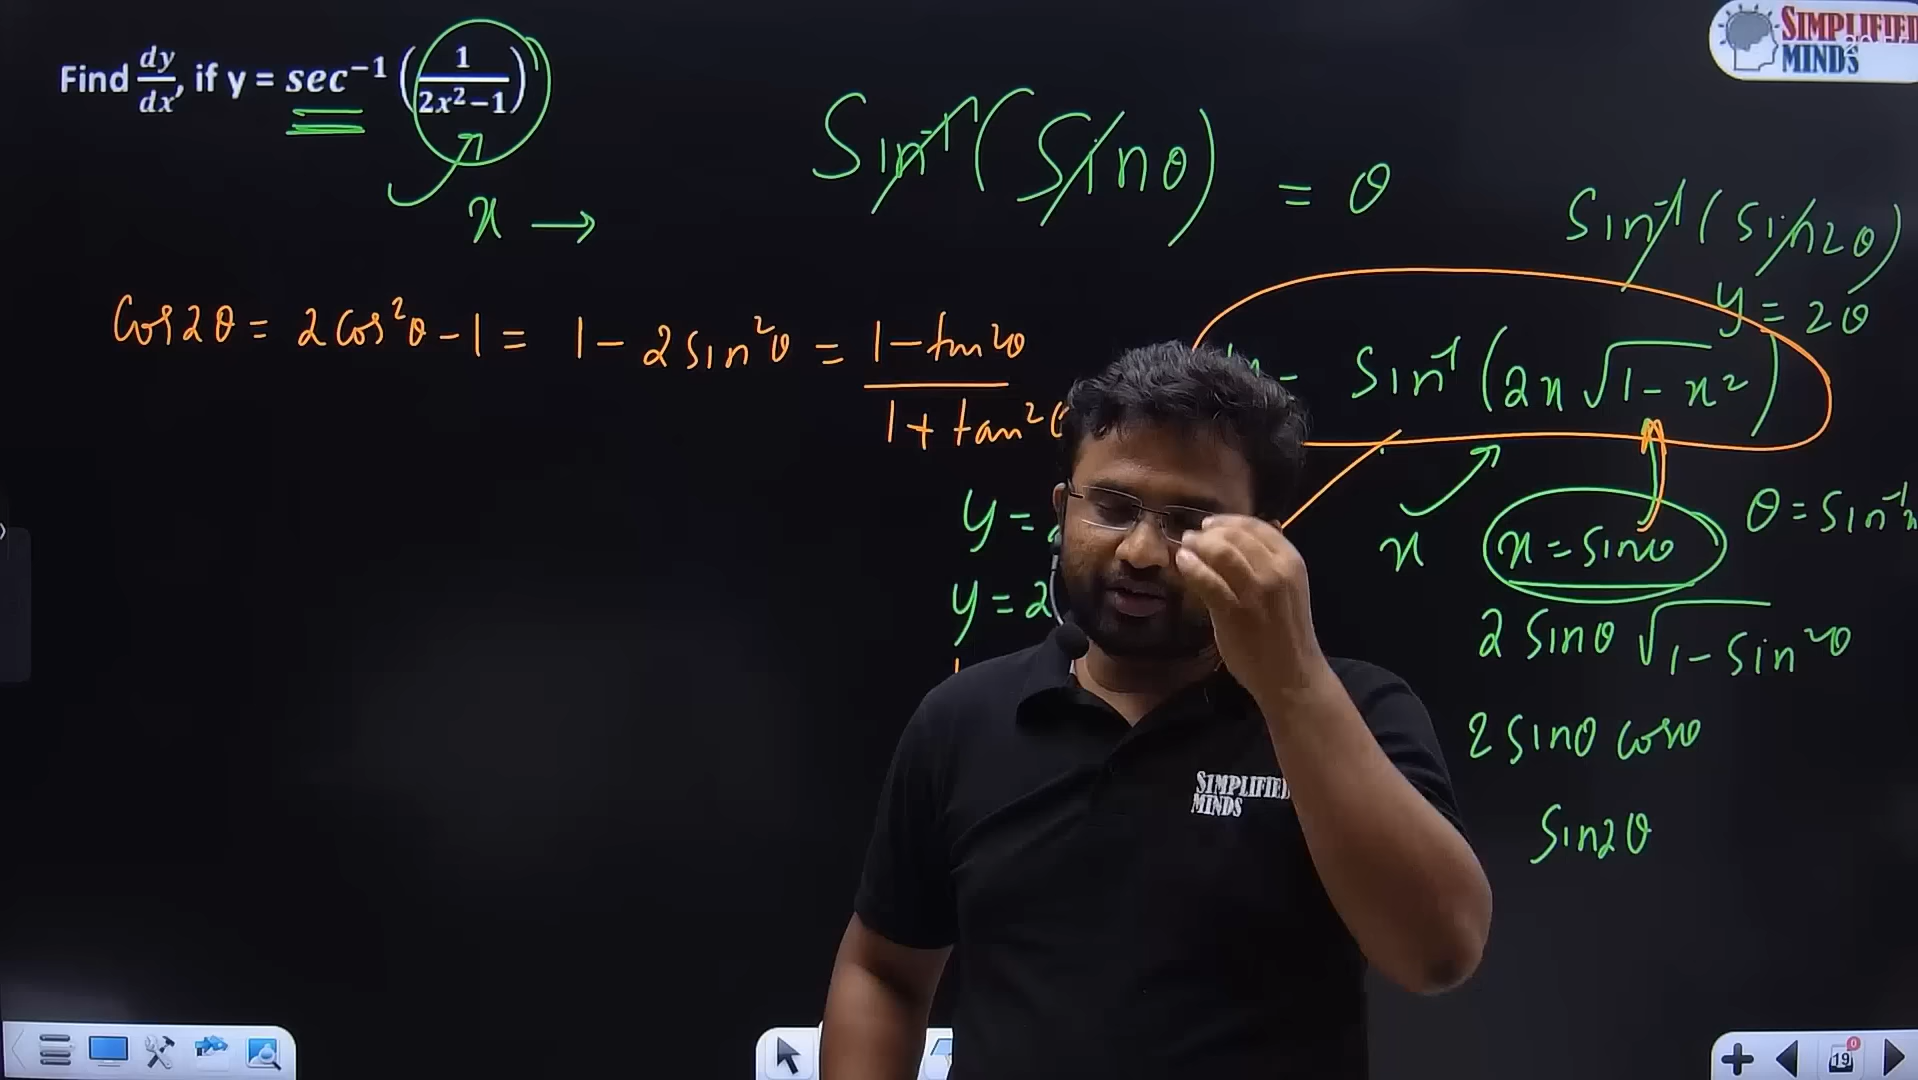 Find dy/dx, if y = sec⁻¹ (1/(2x²−1))
x →
Sin⁻¹(Sinθ) = θ
Sin⁻¹(Sin2θ)
y = 2θ
Cos2θ = 2Cos²θ - 1 = 1 - 2Sin²θ = (1 - tan²θ)/(1 + tan²θ
Sin⁻¹(2x√(1-x²))
x
x = Sinθ
θ = Sin⁻¹x
y =
y = 2
2 Sinθ √(1 - Sin²θ)
2 Sinθ Cosθ
Sin2θ
SIMPLIFIED
MINDS
SIMPLIFIED
MINDS
19
0